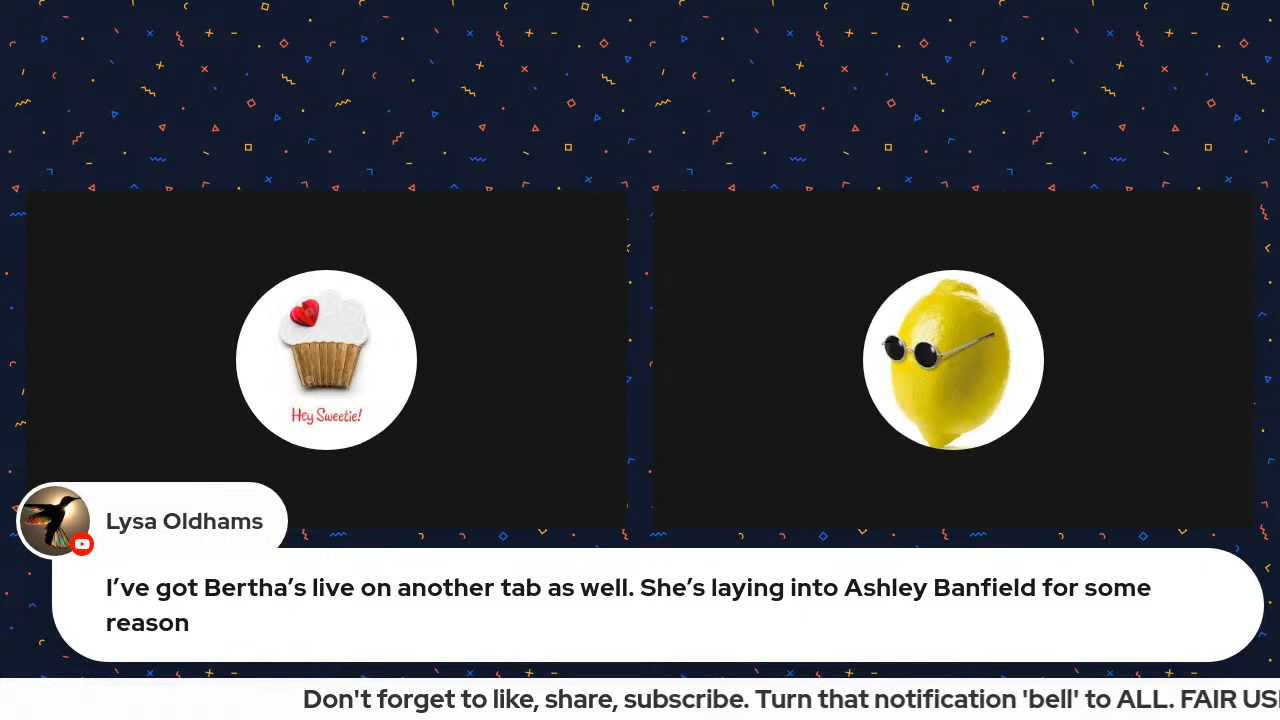 Hey Sweetie!
Lysa Oldhams
I’ve got Bertha’s live on another tab as well. She’s laying into Ashley Banfield for some
reason
Don't forget to like, share, subscribe. Turn that notification 'bell' to ALL. FAIR